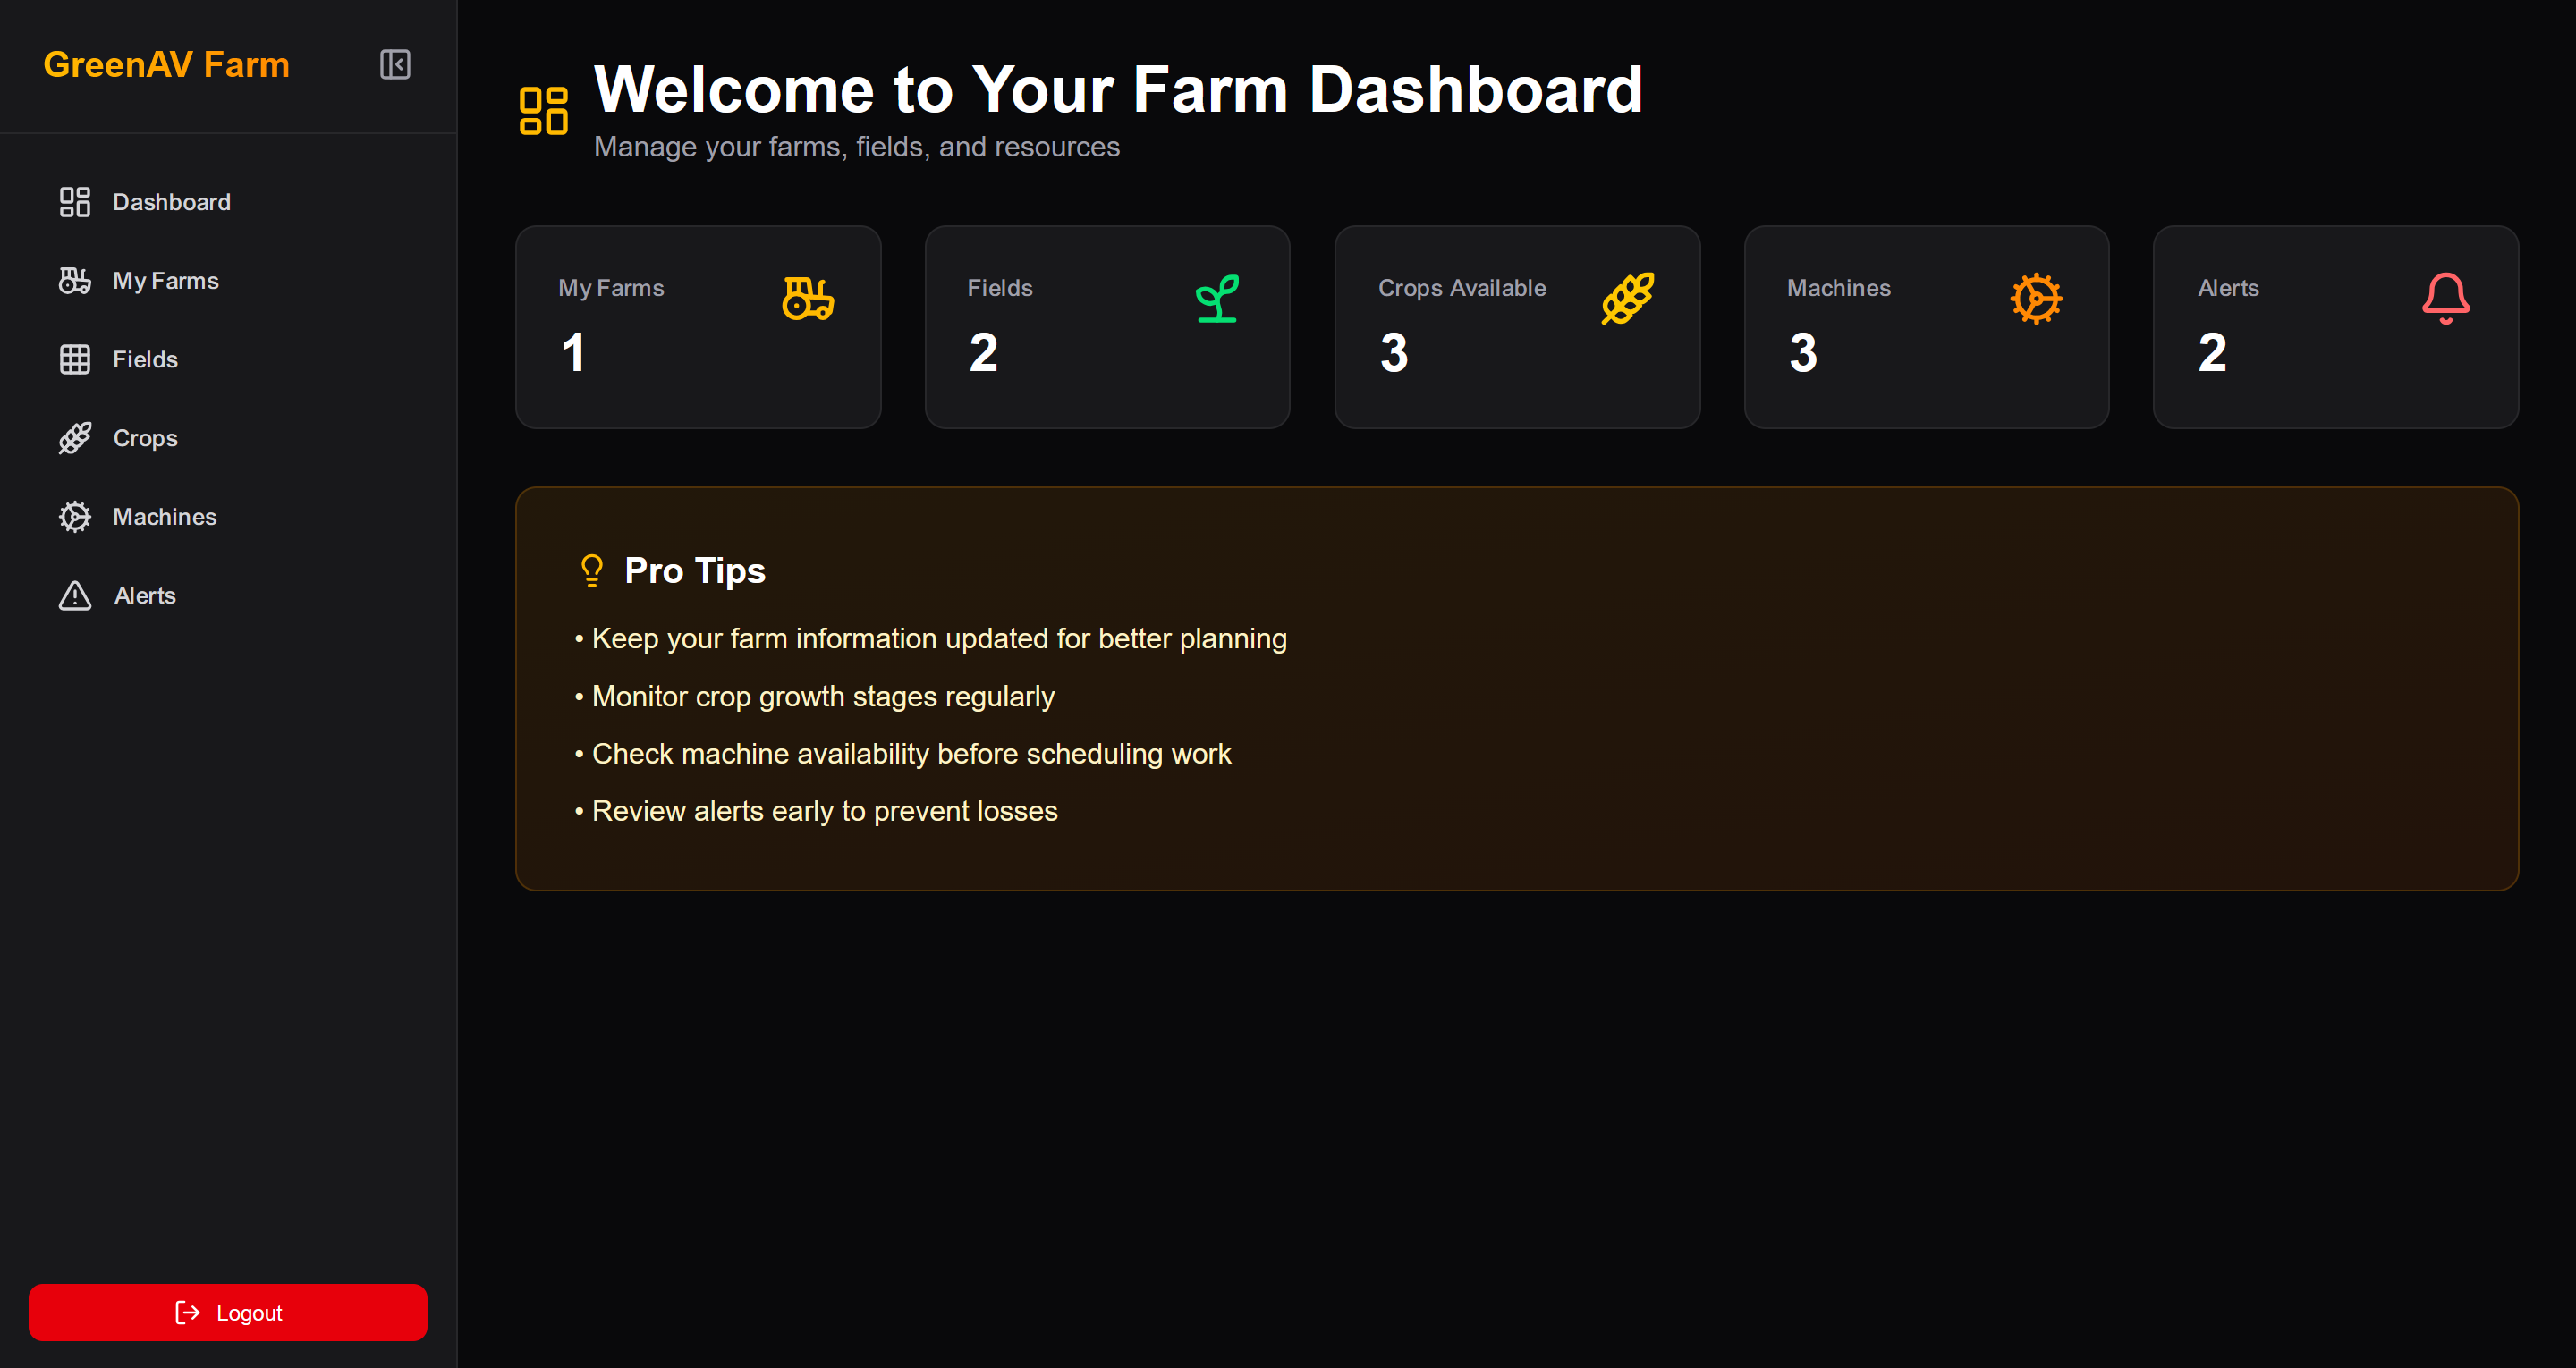 GreenAV Farm
Dashboard
My Farms
Fields
Crops
Machines
Alerts
Logout
Welcome to Your Farm Dashboard
Manage your farms, fields, and resources
My Farms
1
Fields
2
Crops Available
3
Machines
3
Alerts
2
Pro Tips
• Keep your farm information updated for better planning
• Monitor crop growth stages regularly
• Check machine availability before scheduling work
• Review alerts early to prevent losses